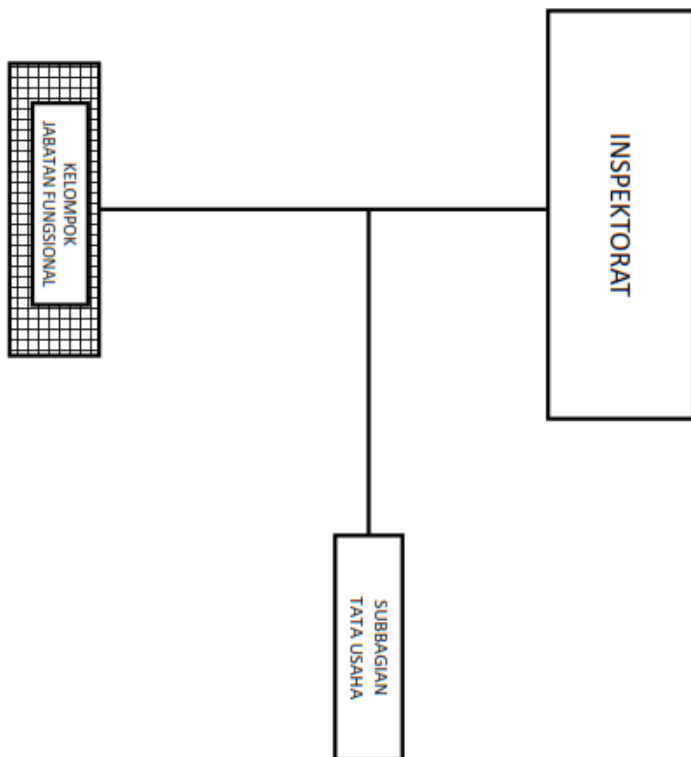 INSPEKTORAT
SUBBAGIAN
TATA USAHA
KELOMPOK
JABATAN FUNGSIONAL